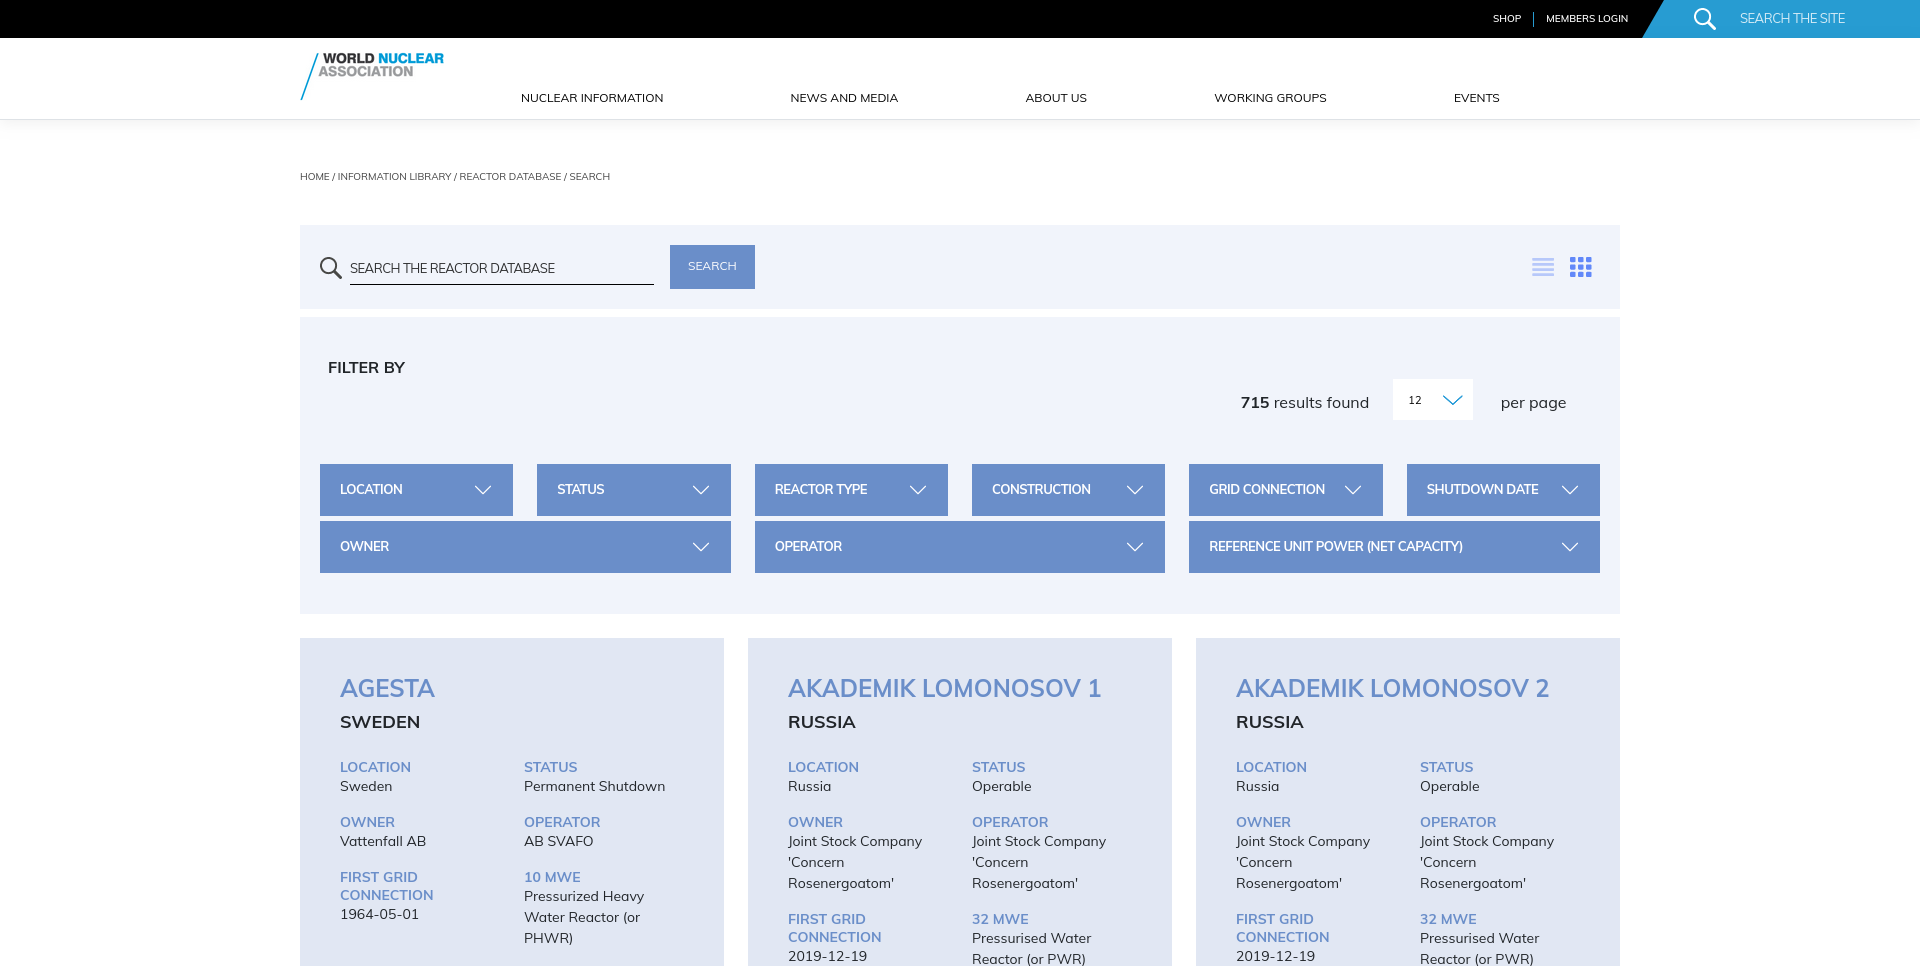 SHOP
MEMBERS LOGIN
SEARCH THE SITE
WORLD NUCLEAR
ASSOCIATION
NUCLEAR INFORMATION
NEWS AND MEDIA
ABOUT US
WORKING GROUPS
EVENTS
HOME / INFORMATION LIBRARY / REACTOR DATABASE / SEARCH
SEARCH THE REACTOR DATABASE
SEARCH
FILTER BY
715 results found
12
per page
LOCATION
STATUS
REACTOR TYPE
CONSTRUCTION
GRID CONNECTION
SHUTDOWN DATE
OWNER
OPERATOR
REFERENCE UNIT POWER (NET CAPACITY)
AGESTA
SWEDEN
LOCATION
Sweden
STATUS
Permanent Shutdown
OWNER
Vattenfall AB
OPERATOR
AB SVAFO
FIRST GRID
CONNECTION
1964-05-01
10 MWE
Pressurized Heavy
Water Reactor (or
PHWR)
AKADEMIK LOMONOSOV 1
RUSSIA
LOCATION
Russia
STATUS
Operable
OWNER
Joint Stock Company
'Concern
Rosenergoatom'
OPERATOR
Joint Stock Company
'Concern
Rosenergoatom'
FIRST GRID
CONNECTION
2019-12-19
32 MWE
Pressurised Water
Reactor (or PWR)
AKADEMIK LOMONOSOV 2
RUSSIA
LOCATION
Russia
STATUS
Operable
OWNER
Joint Stock Company
'Concern
Rosenergoatom'
OPERATOR
Joint Stock Company
'Concern
Rosenergoatom'
FIRST GRID
CONNECTION
2019-12-19
32 MWE
Pressurised Water
Reactor (or PWR)